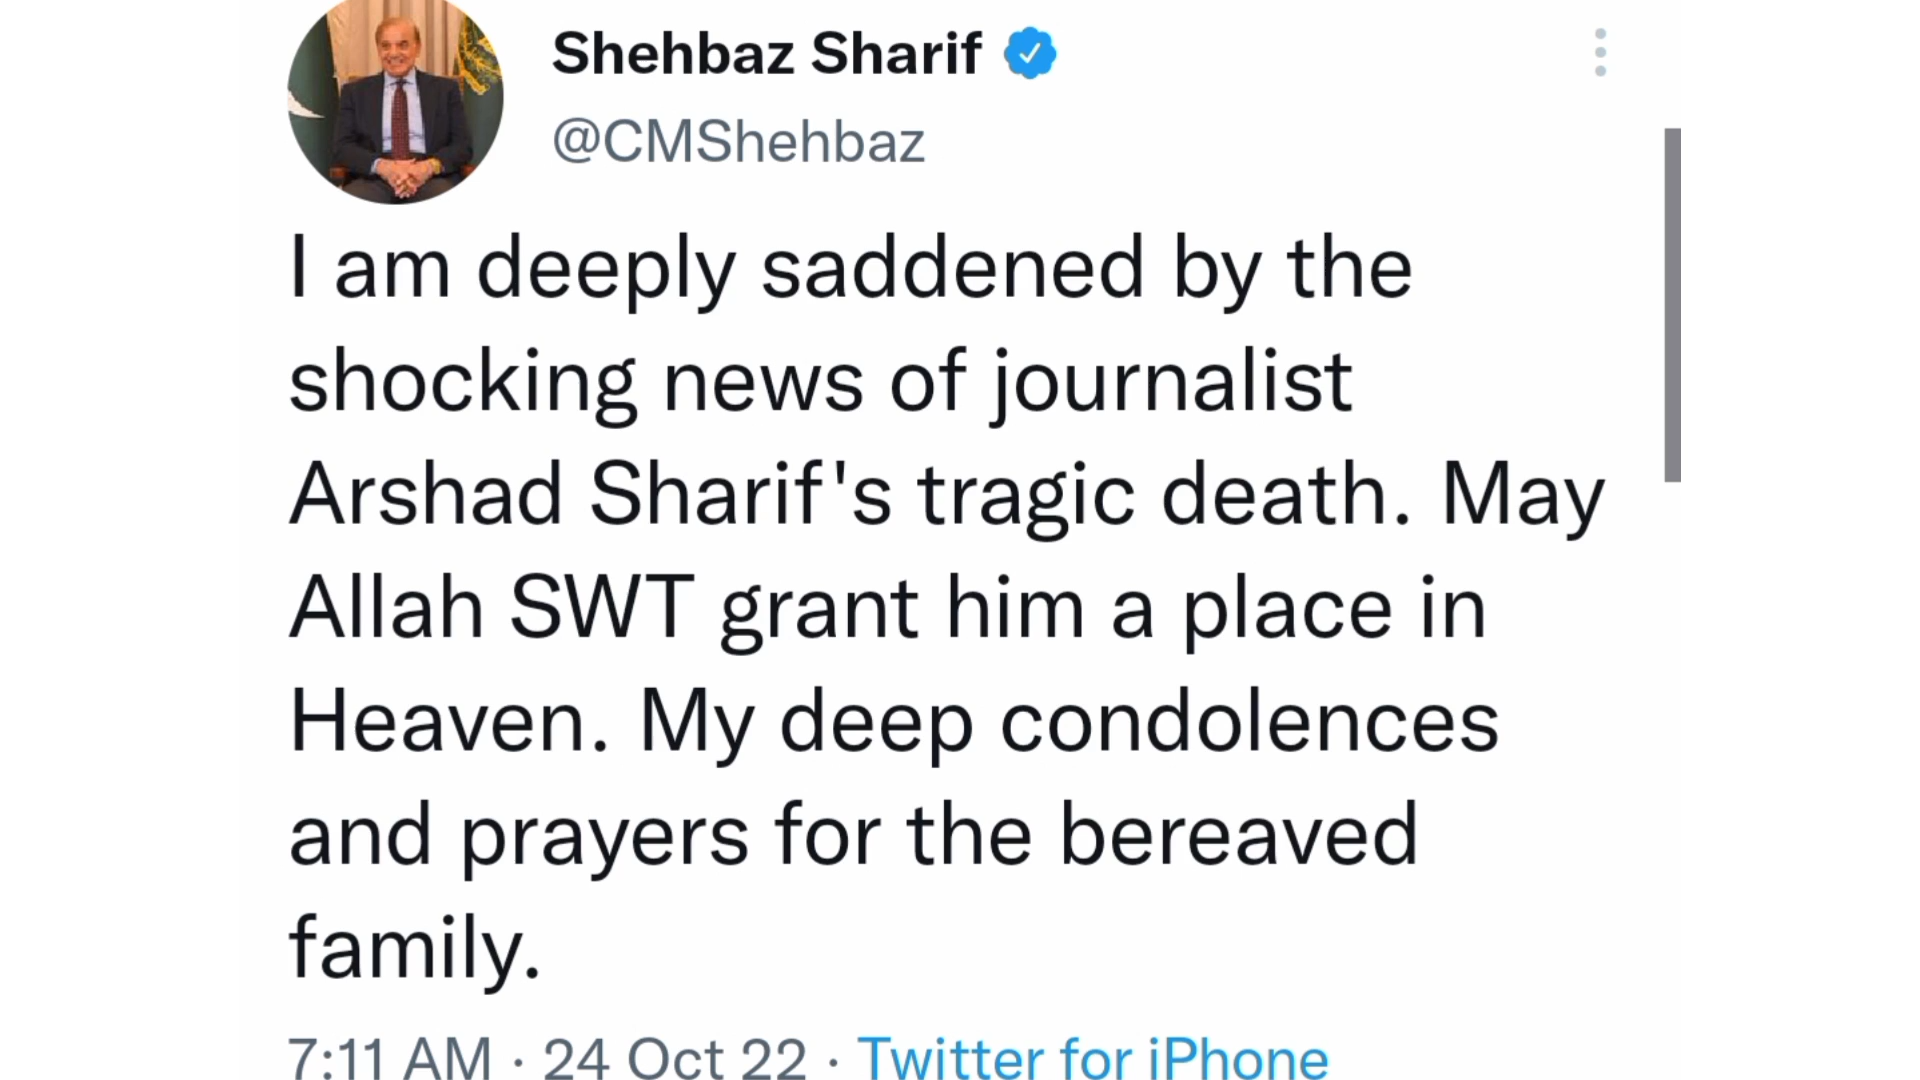 Shehbaz Sharif
@CMShehbaz
I am deeply saddened by the
shocking news of journalist
Arshad Sharif's tragic death. May
Allah SWT grant him a place in
Heaven. My deep condolences
and prayers for the bereaved
family.
7:11 AM · 24 Oct 22 · Twitter for iPhone